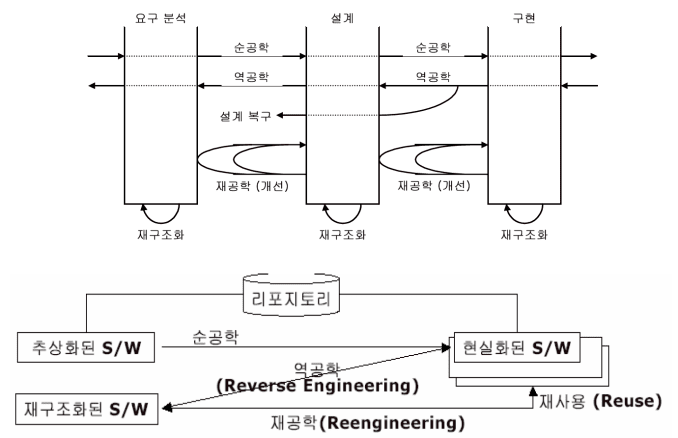 요구 분석 설계 구현
순공학 순공학
역공학 역공학
설계 복구
재공학 (개선) 재공학 (개선)
재구조화 재구조화 재구조화
리포지토리
순공학
추상화된 S/W 현실화된 S/W
역공학
(Reverse Engineering)
재구조화된 S/W 재사용 (Reuse)
재공학(Reengineering)